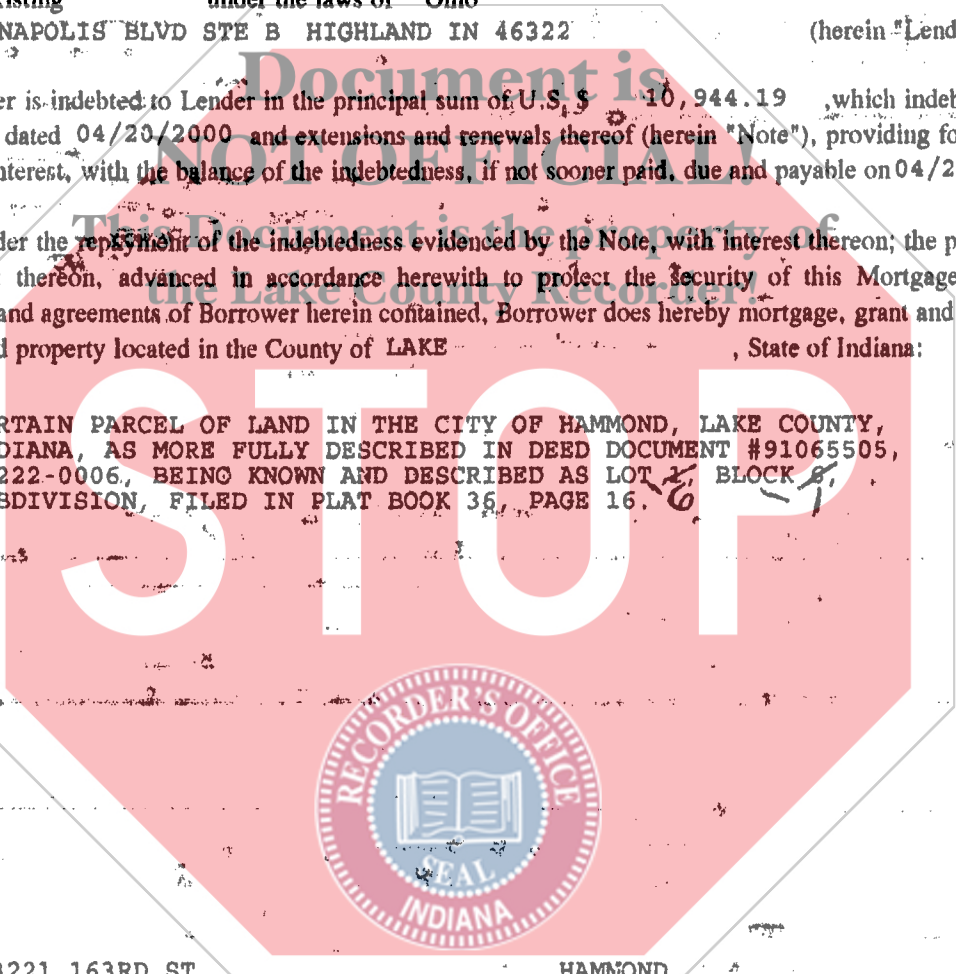 existing under the laws of Ohio
NAPOLIS BLVD STE B HIGHLAND IN 46322 (herein "Lend
Document is
er is indebted to Lender in the principal sum of U.S. $ 10,944.19 ,which indeb
dated 04/20/2000 and extensions and renewals thereof (herein "Note"), providing fo
NOT OFFICIAL!
nterest, with the balance of the indebtedness, if not sooner paid, due and payable on 04/2
This Document is the property of
der the repayment of the indebtedness evidenced by the Note, with interest thereon; the p
thereon, advanced in accordance herewith to protect the security of this Mortgage
the Lake County Recorder!
and agreements of Borrower herein contained, Borrower does hereby mortgage, grant and
d property located in the County of LAKE , State of Indiana:
RTAIN PARCEL OF LAND IN THE CITY OF HAMMOND, LAKE COUNTY,
DIANA, AS MORE FULLY DESCRIBED IN DEED DOCUMENT #91065505,
222-0006, BEING KNOWN AND DESCRIBED AS LOT BLOCK
BDIVISION, FILED IN PLAT BOOK 36, PAGE 16. 6 1
STOP
RECORDER'S OFFICE
SEAL
INDIANA
3221 163RD ST HAMMOND